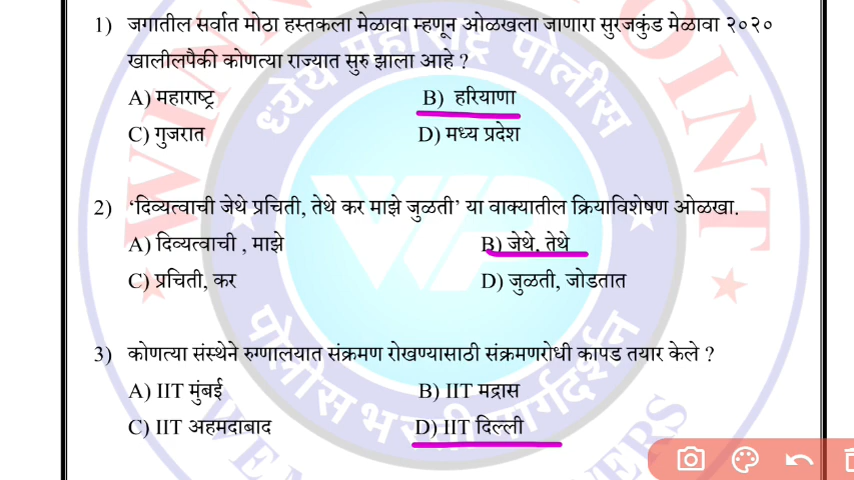 1) जगातील सर्वात मोठा हस्तकला मेळावा म्हणून ओळखला जाणारा सुरजकुंड मेळावा २०२०
खालीलपैकी कोणत्या राज्यात सुरु झाला आहे ?
A) महाराष्ट्र B) हरियाणा
C) गुजरात D) मध्य प्रदेश
2) ‘दिव्यत्वाची जेथे प्रचिती, तेथे कर माझे जुळती’ या वाक्यातील क्रियाविशेषण ओळखा.
A) दिव्यत्वाची , माझे B) जेथे, तेथे
C) प्रचिती, कर D) जुळती, जोडतात
3) कोणत्या संस्थेने रुग्णालयात संक्रमण रोखण्यासाठी संक्रमणरोधी कापड तयार केले ?
A) IIT मुंबई B) IIT मद्रास
C) IIT अहमदाबाद D) IIT दिल्ली